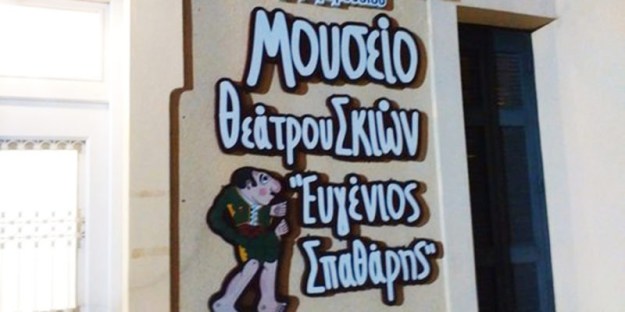 Μουσείο
Θεάτρου Σκιών
"Ευγένιος
Σπαθάρης"